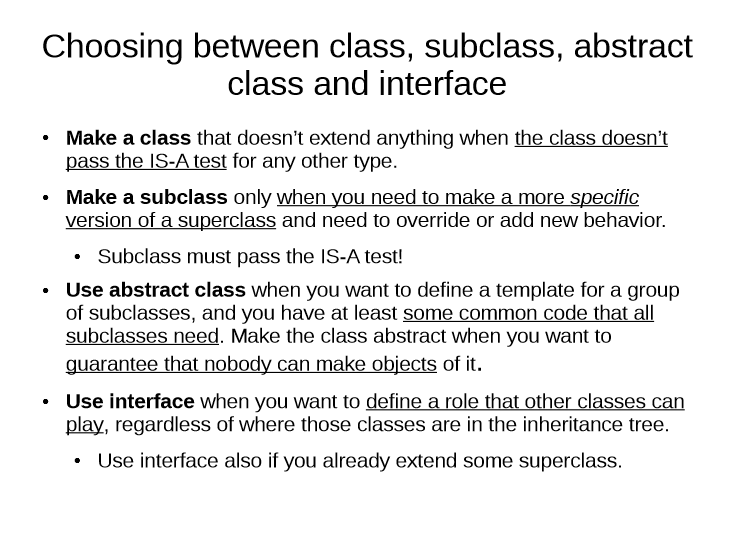 Choosing between class, subclass, abstract
class and interface
• Make a class that doesn’t extend anything when the class doesn’t
pass the IS-A test for any other type.
• Make a subclass only when you need to make a more specific
version of a superclass and need to override or add new behavior.
• Subclass must pass the IS-A test!
• Use abstract class when you want to define a template for a group
of subclasses, and you have at least some common code that all
subclasses need. Make the class abstract when you want to
guarantee that nobody can make objects of it.
• Use interface when you want to define a role that other classes can
play, regardless of where those classes are in the inheritance tree.
• Use interface also if you already extend some superclass.